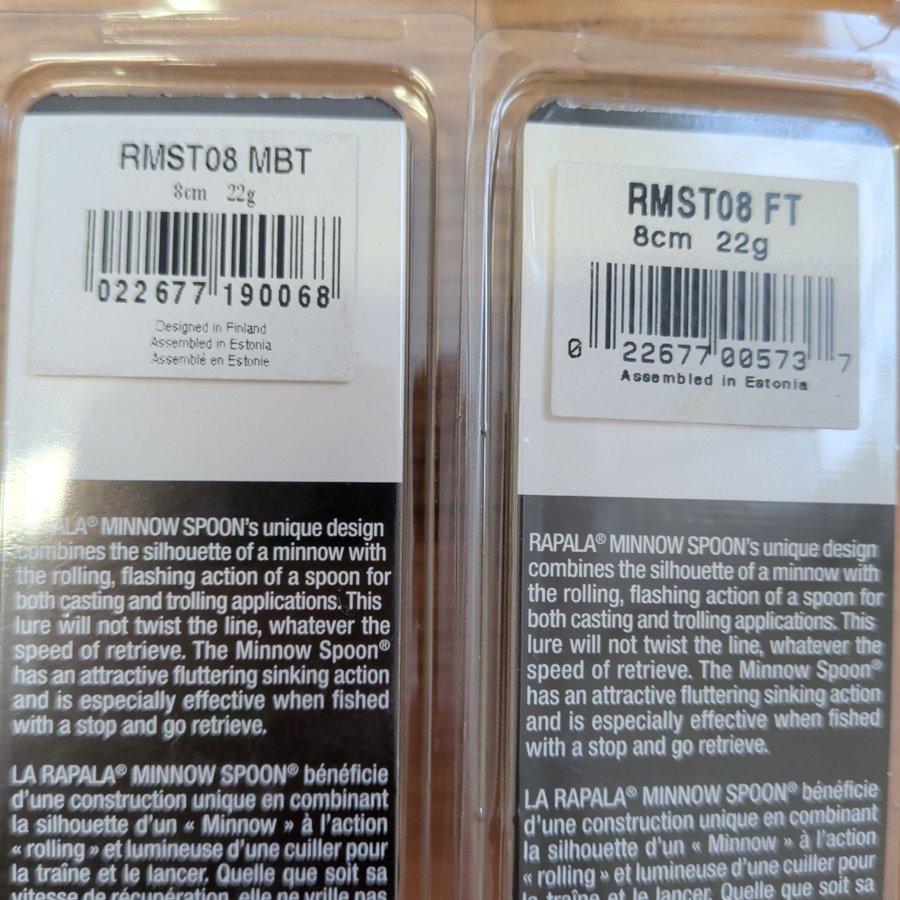 RMST08 MBT
8cm 22g
022677 190068
Designed in Finland
Assembled in Estonia
Assemblé en Estonie
RAPALA® MINNOW SPOON's unique design
combines the silhouette of a minnow with
the rolling, flashing action of a spoon for
both casting and trolling applications. This
lure will not twist the line, whatever the
speed of retrieve. The Minnow Spoon®
has an attractive fluttering sinking action
and is especially effective when fished
with a stop and go retrieve.
LA RAPALA® MINNOW SPOON® bénéficie
d'une construction unique en combinant
la silhouette d'un « Minnow » à l'action
« rolling » et lumineuse d'une cuiller pour
la traîne et le lancer. Quelle que soit sa
vitesse de récupération, elle ne vrille pas
RMST08 FT
8cm 22g
0 22677 00573 7
Assembled in Estonia
RAPALA® MINNOW SPOON's unique design
combines the silhouette of a minnow with
the rolling, flashing action of a spoon for
both casting and trolling applications. This
lure will not twist the line, whatever the
speed of retrieve. The Minnow Spoon®
has an attractive fluttering sinking action
and is especially effective when fished
with a stop and go retrieve.
LA RAPALA® MINNOW SPOON® bénéficie
d'une construction unique en combinant
la silhouette d'un « Minnow » à l'action
« rolling » et lumineuse d'une cuiller pour
la traîne et le lancer. Quelle que soit sa